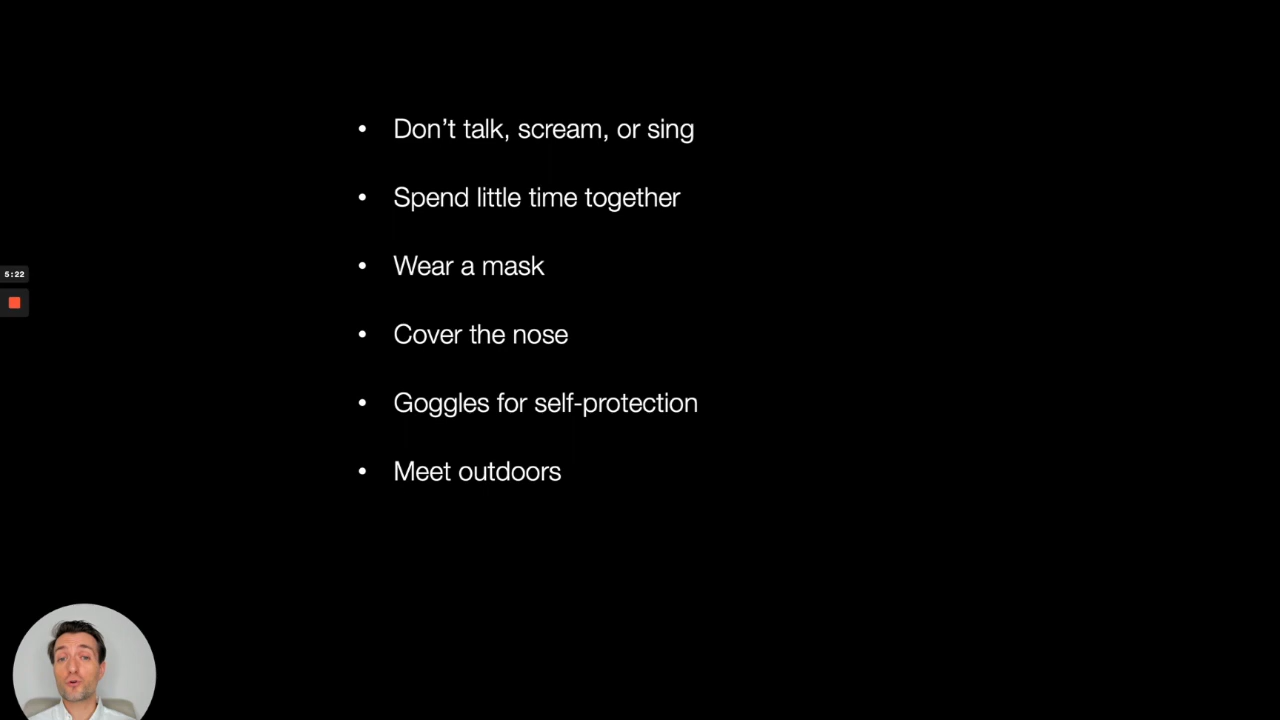 Don’t talk, scream, or sing
Spend little time together
Wear a mask
5:22
Cover the nose
Goggles for self-protection
Meet outdoors